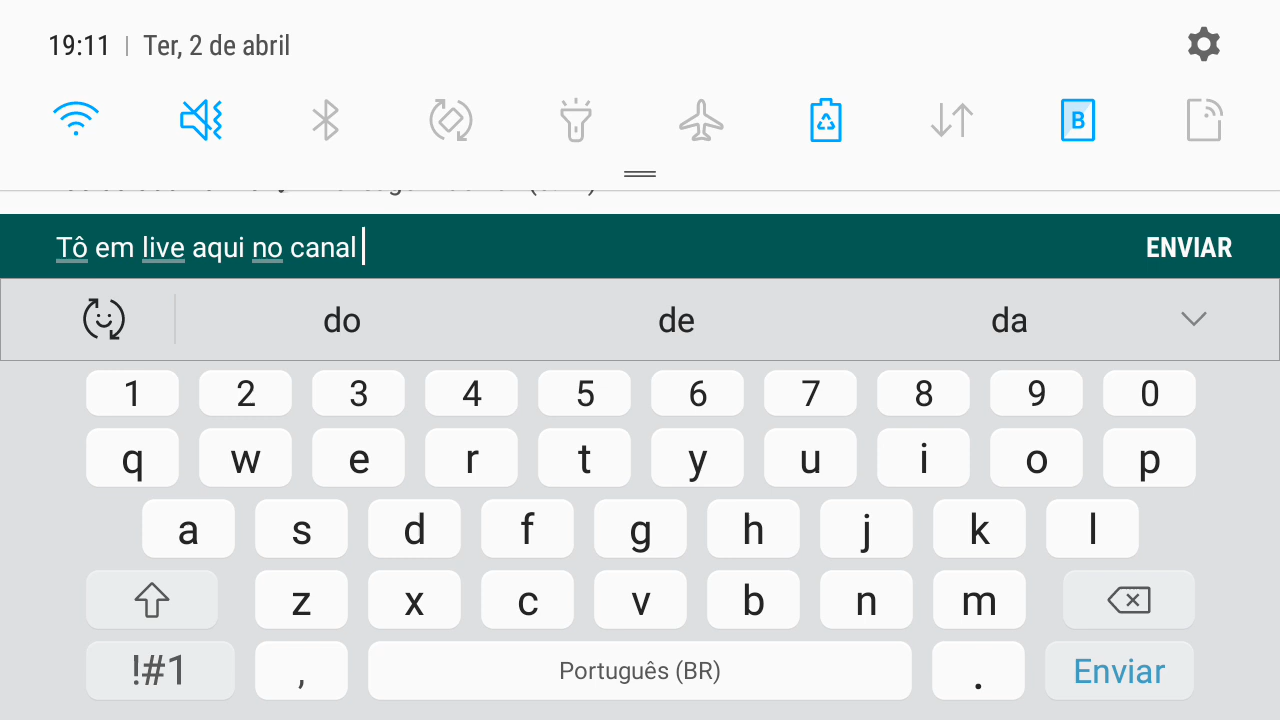 19:11 | Ter, 2 de abril
B
Tô em live aqui no canal
ENVIAR
do de da
1 2 3 4 5 6 7 8 9 0
q w e r t y u i o p
a s d f g h j k l
z x c v b n m
!#1 , Português (BR) . Enviar